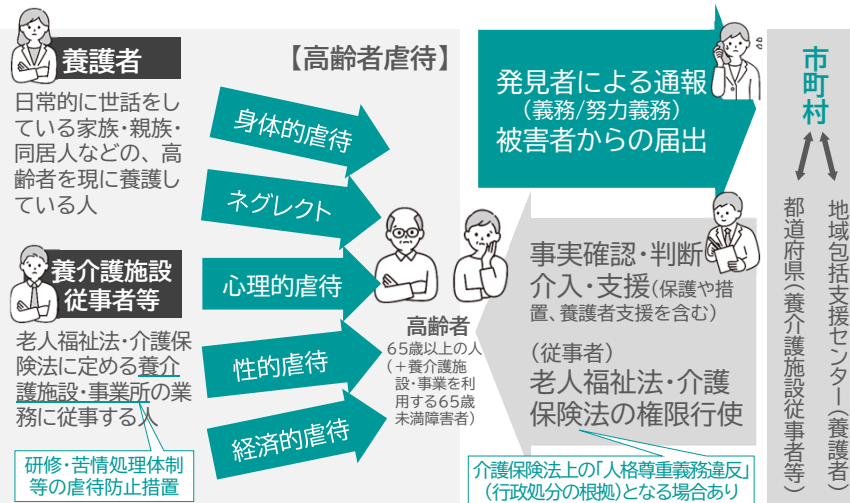 養護者
日常的に世話をし
ている家族・親族・
同居人などの、高
齢者を現に養護し
ている人
養介護施設
従事者等
老人福祉法・介護保
険法に定める養介
護施設・事業所の業
務に従事する人
研修・苦情処理体制
等の虐待防止措置
【高齢者虐待】
身体的虐待
ネグレクト
心理的虐待
性的虐待
経済的虐待
高齢者
65歳以上の人
(+養介護施
設・事業を利
用する65歳
未満障害者)
発見者による通報
(義務/努力義務)
被害者からの届出
事実確認・判断
介入・支援(保護や措
置、養護者支援を含む)
(従事者)
老人福祉法・介護
保険法の権限行使
介護保険法上の「人格尊重義務違反」
(行政処分の根拠)となる場合あり
市町村
都道府県(養介護施設従事者等)
地域包括支援センター(養護者)